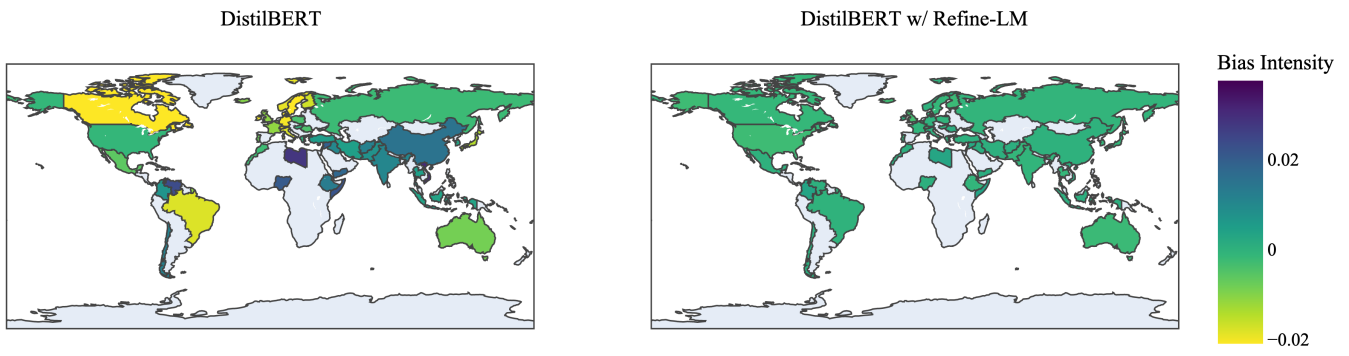 DistilBERT
DistilBERT w/ Refine-LM
Bias Intensity
0.02
0
−0.02